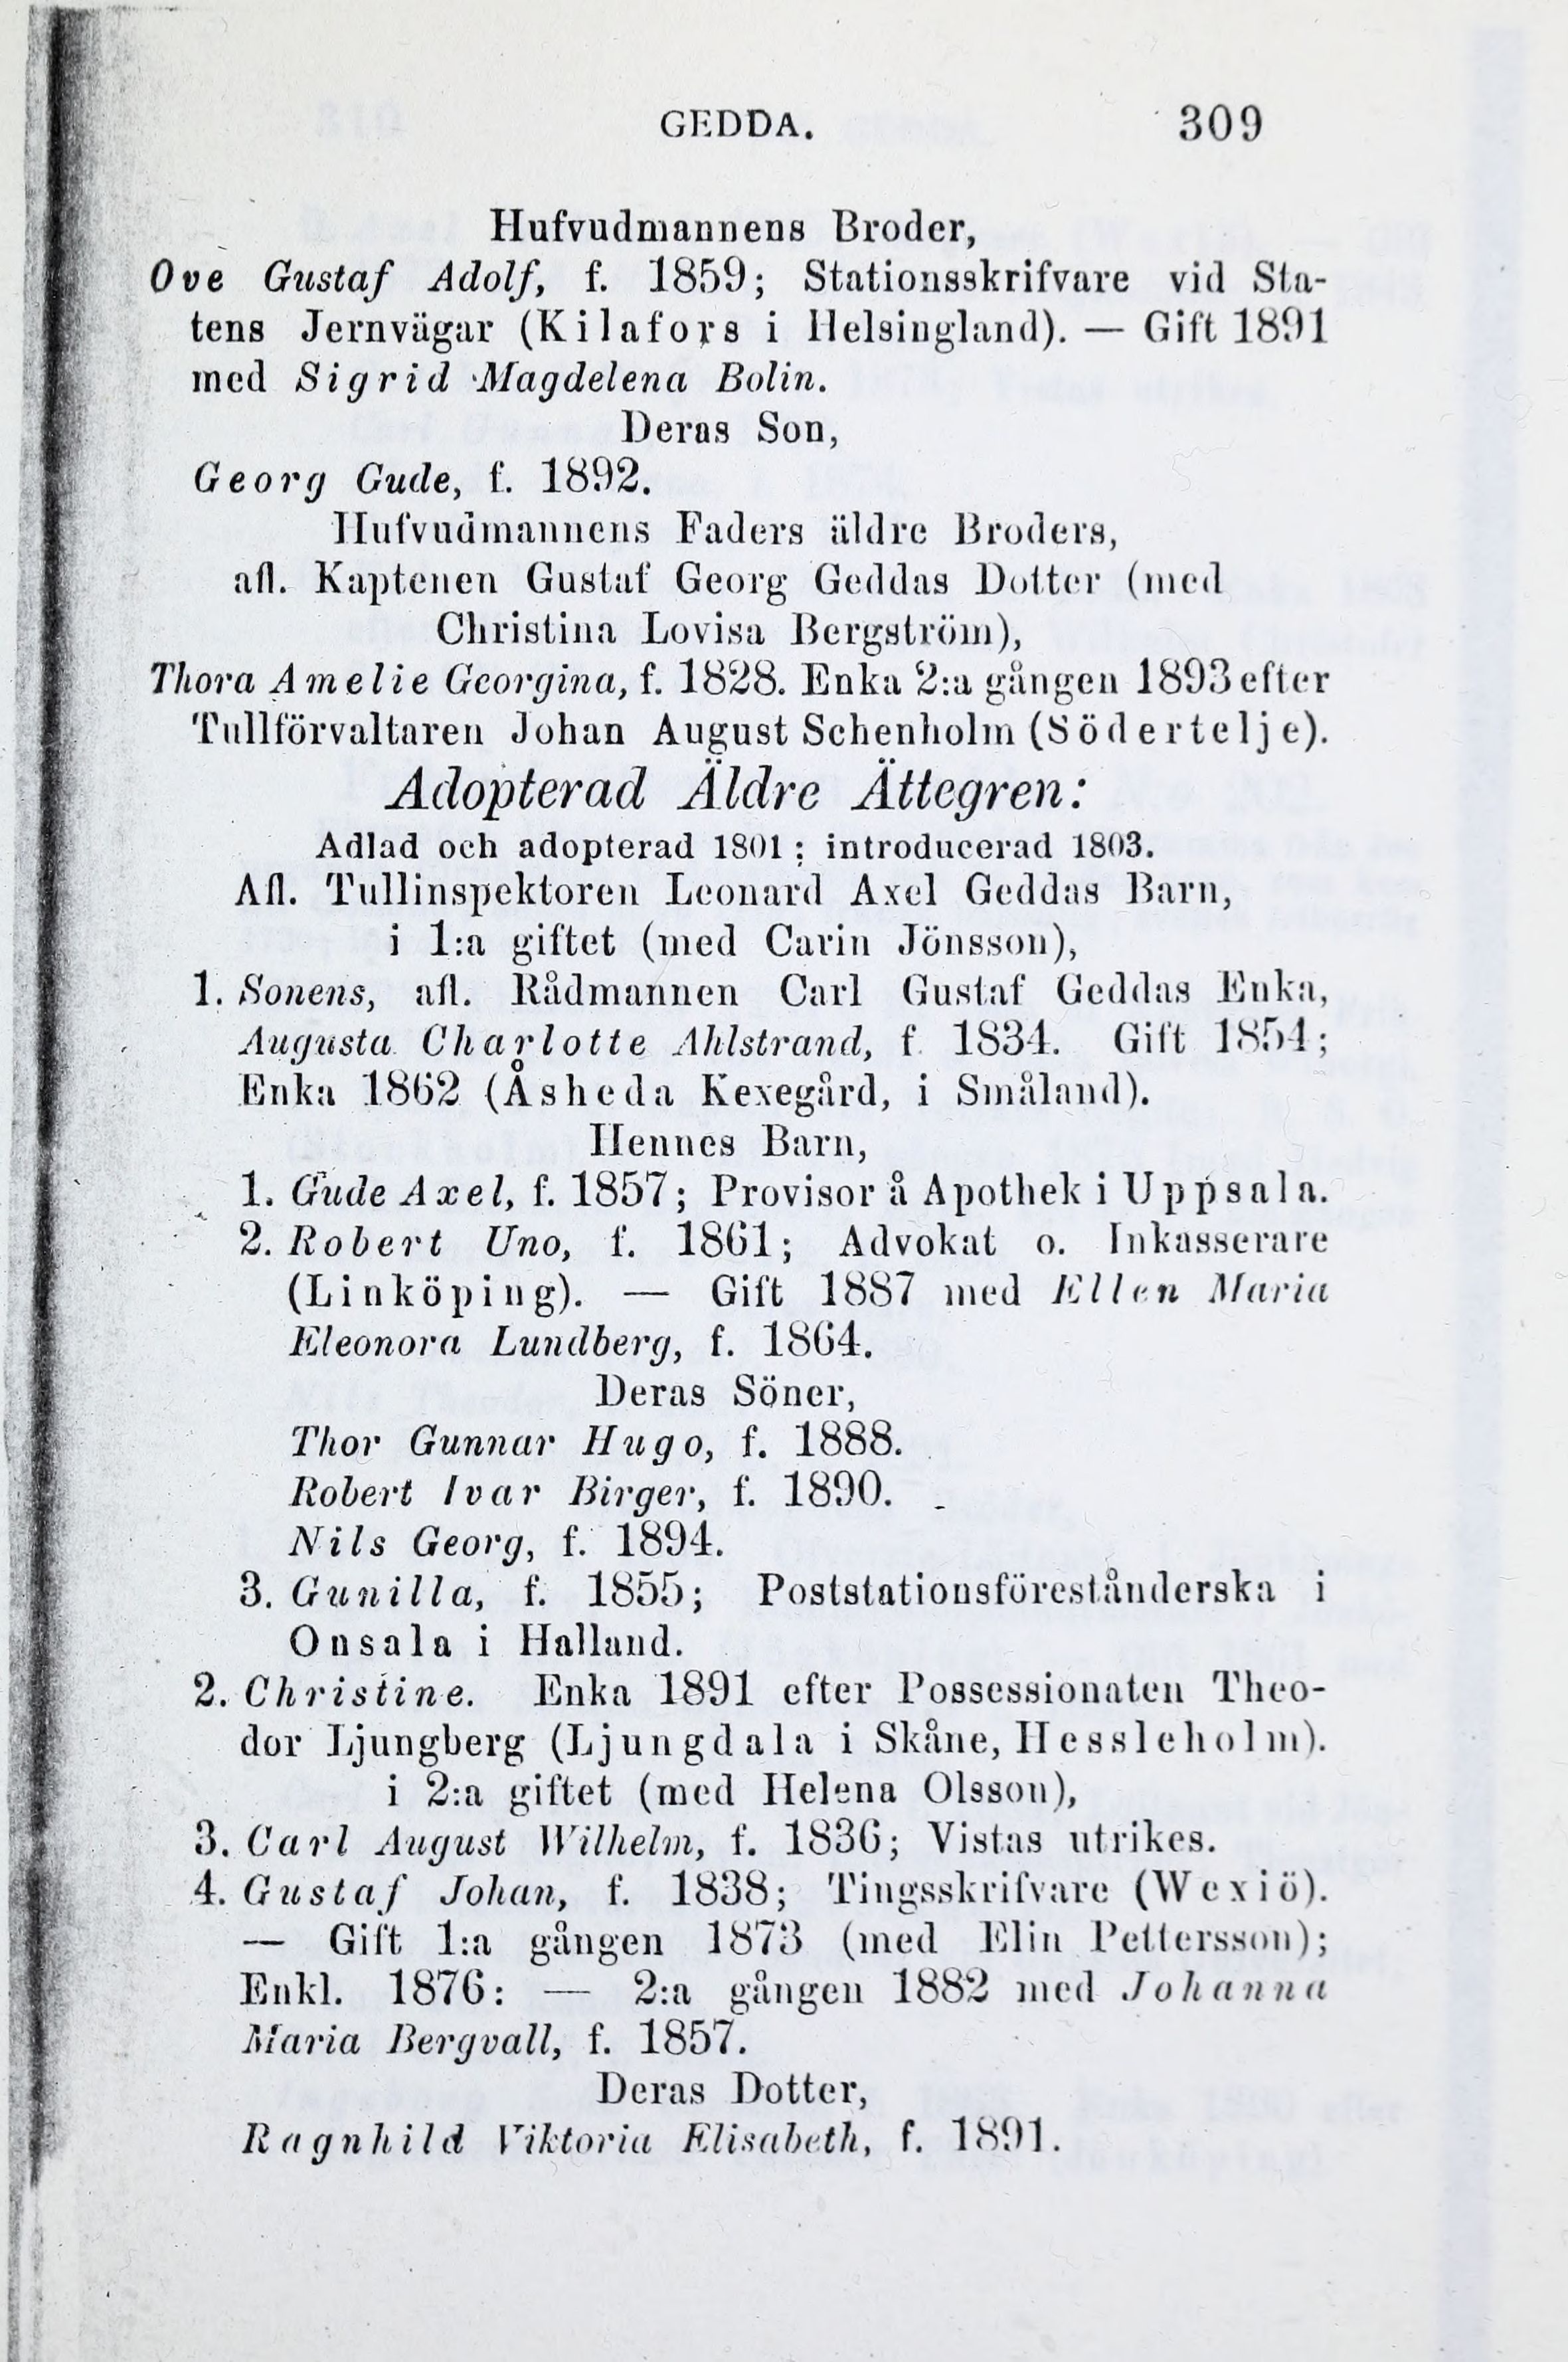 GEDDA. 309
Hufvudmannens Broder,
Ove Gustaf Adolf, f. 1859; Stationsskrifvare vid Sta-
tens Jernvägar (Kilafors i Helsingland). — Gift 1891
med Sigrid Magdelena Bolin.
Deras Son,
Georg Gude, f. 1892.
Hufvudmannens Faders äldre Broders,
afl. Kaptenen Gustaf Georg Geddas Dotter (med
Christina Lovisa Bergström),
Thora Amelie Georgina, f. 1828. Enka 2:a gången 1893 efter
Tullförvaltaren Johan August Schenholm (Södertelje).
Adopterad Äldre Ättegren:
Adlad och adopterad 1801; introducerad 1803.
Afl. Tullinspektoren Leonard Axel Geddas Barn,
i 1:a giftet (med Carin Jönsson),
1. Sonens, afl. Rådmannen Carl Gustaf Geddas Enka,
Augusta Charlotte Ahlstrand, f. 1834. Gift 1854;
Enka 1862 (Åsheda Kexegård, i Småland).
Hennes Barn,
1. Gude Axel, f. 1857; Provisor å Apothek i Uppsala.
2. Robert Uno, f. 1861; Advokat o. Inkasserare
(Linköping). — Gift 1887 med Ellen Maria
Eleonora Lundberg, f. 1864.
Deras Söner,
Thor Gunnar Hugo, f. 1888.
Robert Ivar Birger, f. 1890.
Nils Georg, f. 1894.
3. Gunilla, f. 1855; Poststationsföreståenderska i
Onsala i Halland.
2. Christine. Enka 1891 efter Possessionaten Theo-
dor Ljungberg (Ljungdala i Skåne, Hessleholm).
i 2:a giftet (med Helena Olsson),
3. Carl August Wilhelm, f. 1836; Vistas utrikes.
4. Gustaf Johan, f. 1838; Tingsskrifvare (Wexiö).
— Gift 1:a gången 1873 (med Elin Pettersson);
Enkl. 1876: — 2:a gången 1882 med Johanna
Maria Bergvall, f. 1857.
Deras Dotter,
Ragnhild Viktoria Elisabeth, f. 1891.